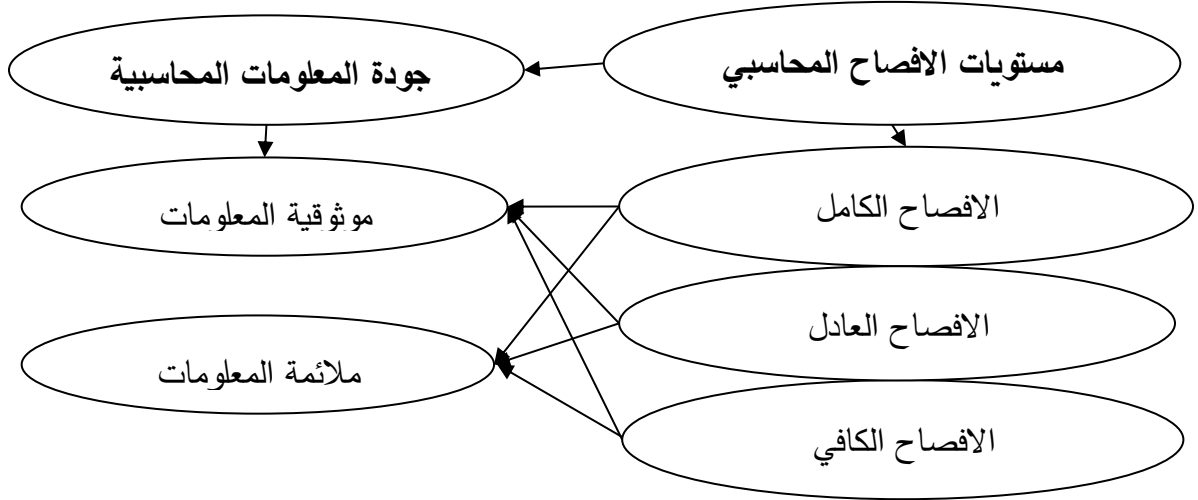 مستويات الافصاح المحاسبي
جودة المعلومات المحاسبية
الافصاح الكامل
موثوقية المعلومات
الافصاح العادل
ملائمة المعلومات
الافصاح الكافي